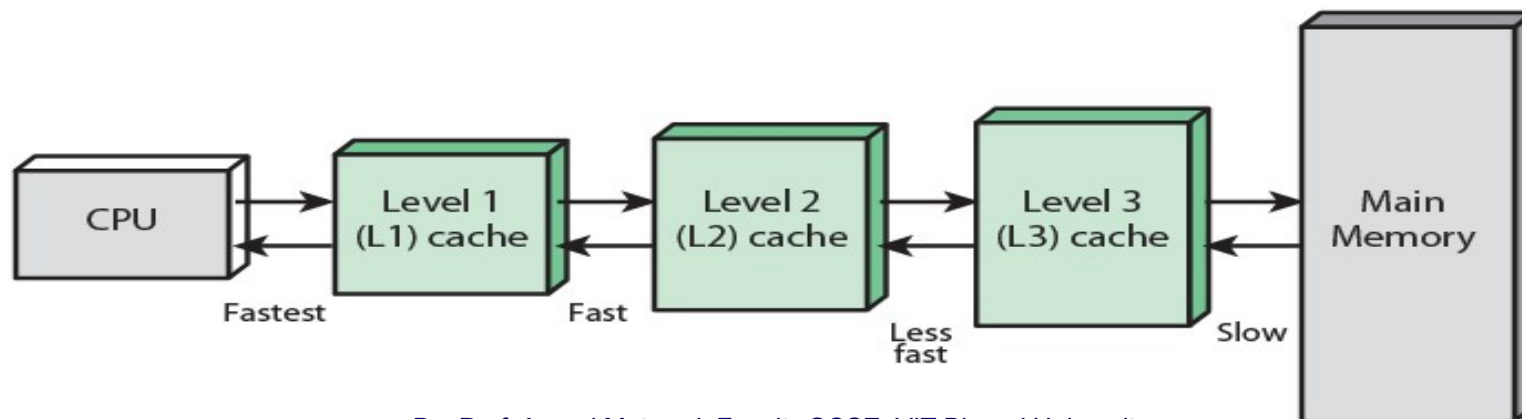 CPU
Level 1
(L1) cache
Level 2
(L2) cache
Level 3
(L3) cache
Main
Memory
Fastest
Fast
Less
fast
Slow